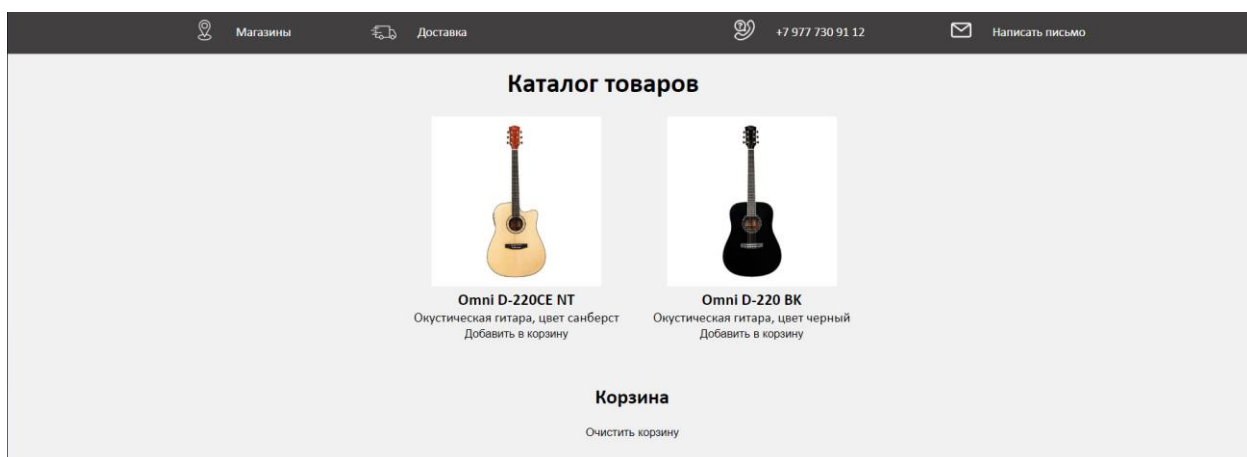 Магазины Доставка +7 977 730 91 12 Написать письмо
Каталог товаров
Omni D-220CE NT
Окустическая гитара, цвет санберст
Добавить в корзину
Omni D-220 BK
Окустическая гитара, цвет черный
Добавить в корзину
Корзина
Очистить корзину